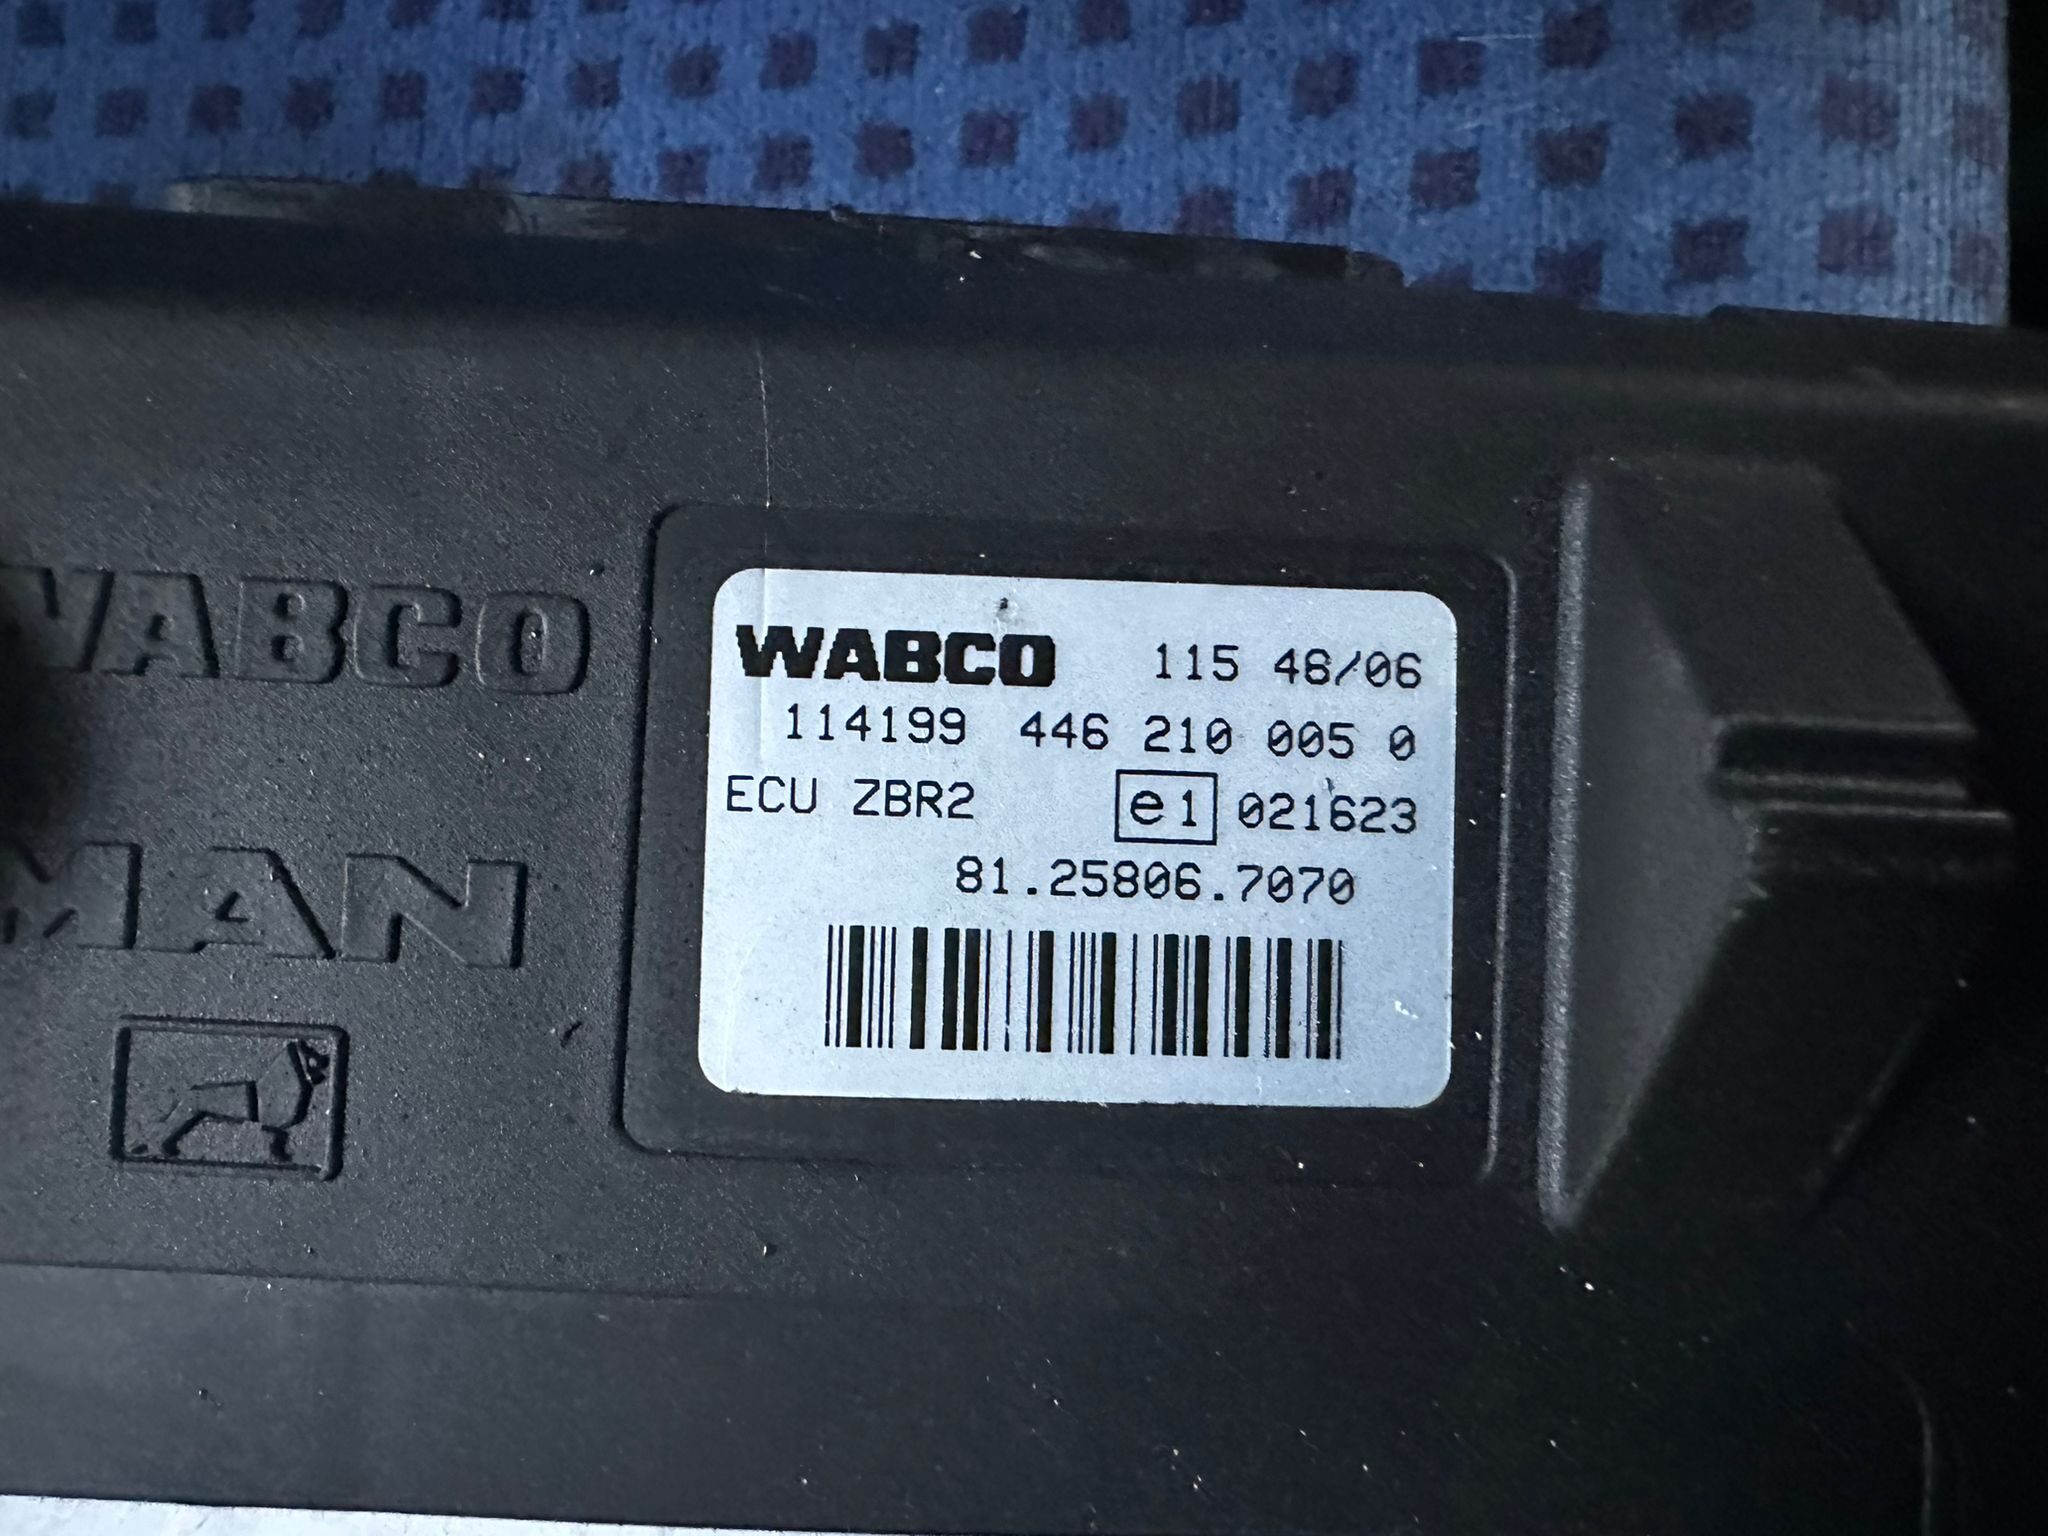 WABCO
MAN
WABCO 115 46/06
114199 446 210 005 0
ECU ZBR2 e1 021623
81.25806.7070